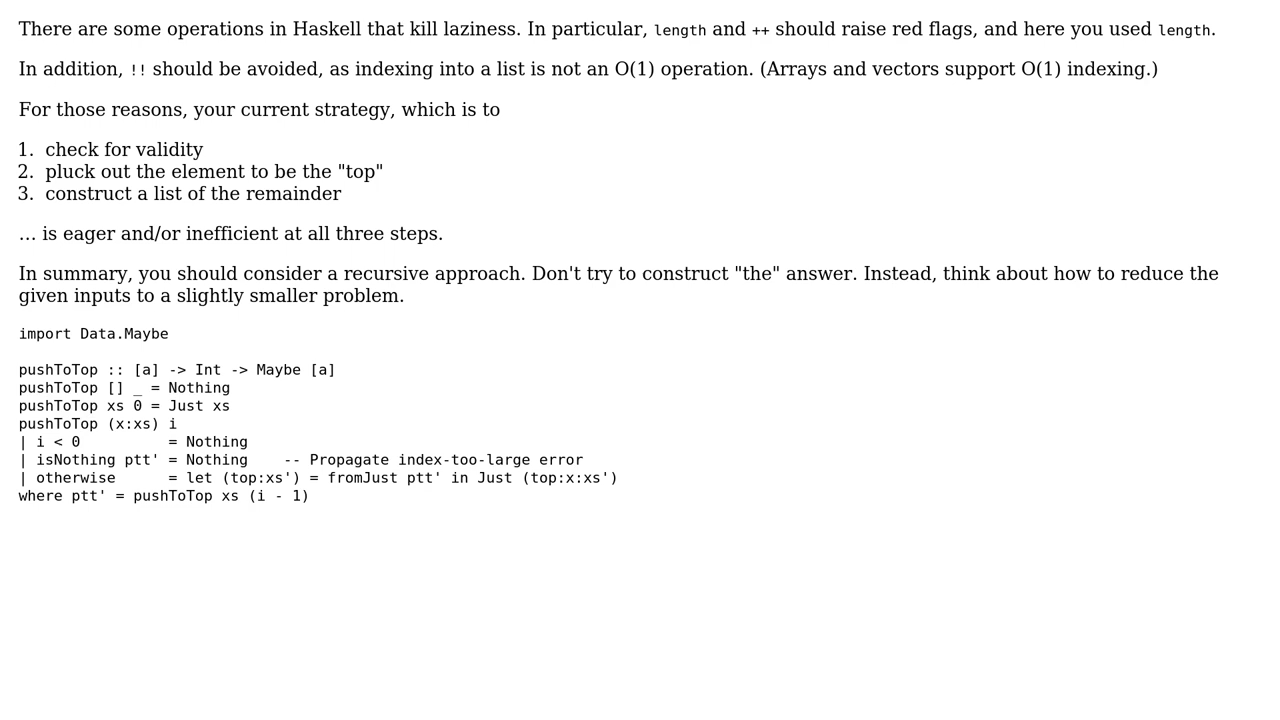 There are some operations in Haskell that kill laziness. In particular, length and ++ should raise red flags, and here you used length.
In addition, !! should be avoided, as indexing into a list is not an O(1) operation. (Arrays and vectors support O(1) indexing.)
For those reasons, your current strategy, which is to
1. check for validity
2. pluck out the element to be the "top"
3. construct a list of the remainder
… is eager and/or inefficient at all three steps.
In summary, you should consider a recursive approach. Don't try to construct "the" answer. Instead, think about how to reduce the
given inputs to a slightly smaller problem.
import Data.Maybe
pushToTop :: [a] -> Int -> Maybe [a]
pushToTop [] _ = Nothing
pushToTop xs 0 = Just xs
pushToTop (x:xs) i
| i < 0          = Nothing
| isNothing ptt' = Nothing    -- Propagate index-too-large error
| otherwise      = let (top:xs') = fromJust ptt' in Just (top:x:xs')
where ptt' = pushToTop xs (i - 1)